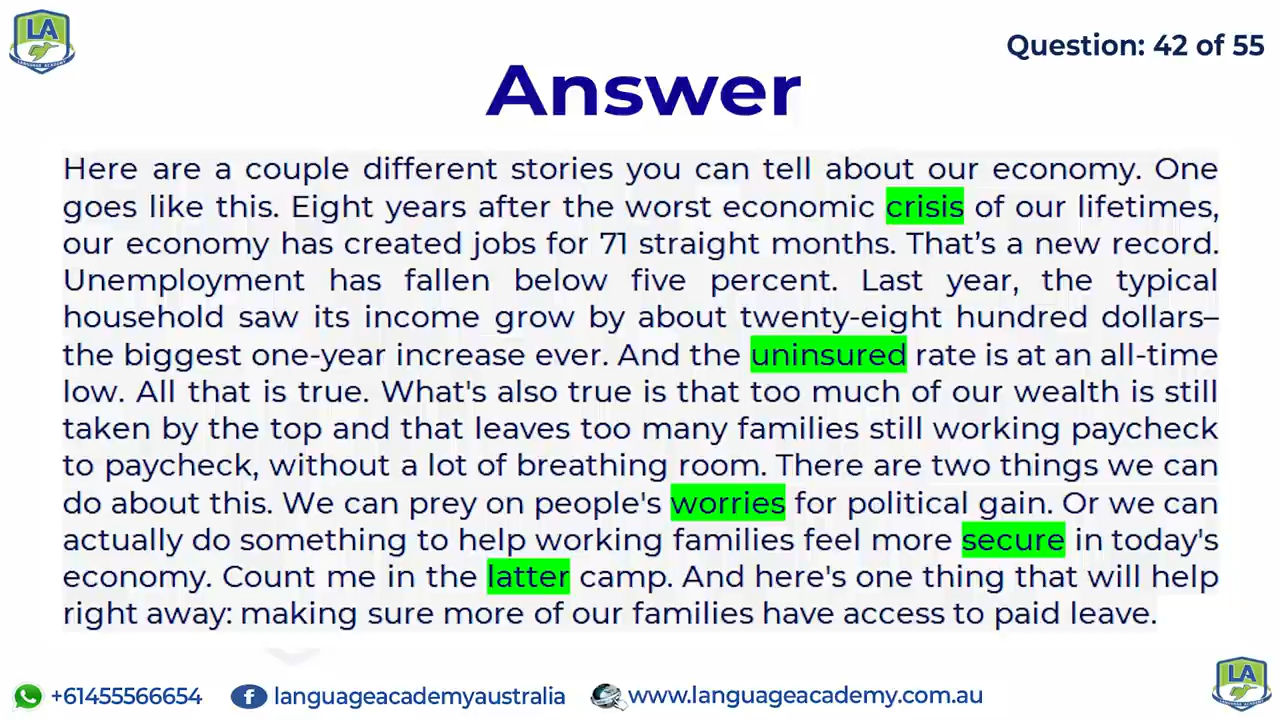 LA
LANGUAGE ACADEMY
Question: 42 of 55
Answer
Here are a couple different stories you can tell about our economy. One
goes like this. Eight years after the worst economic crisis of our lifetimes,
our economy has created jobs for 71 straight months. That’s a new record.
Unemployment has fallen below five percent. Last year, the typical
household saw its income grow by about twenty-eight hundred dollars–
the biggest one-year increase ever. And the uninsured rate is at an all-time
low. All that is true. What's also true is that too much of our wealth is still
taken by the top and that leaves too many families still working paycheck
to paycheck, without a lot of breathing room. There are two things we can
do about this. We can prey on people's worries for political gain. Or we can
actually do something to help working families feel more secure in today's
economy. Count me in the latter camp. And here's one thing that will help
right away: making sure more of our families have access to paid leave.
+61455566654
languageacademyaustralia
www.languageacademy.com.au
LA
LANGUAGE ACADEMY